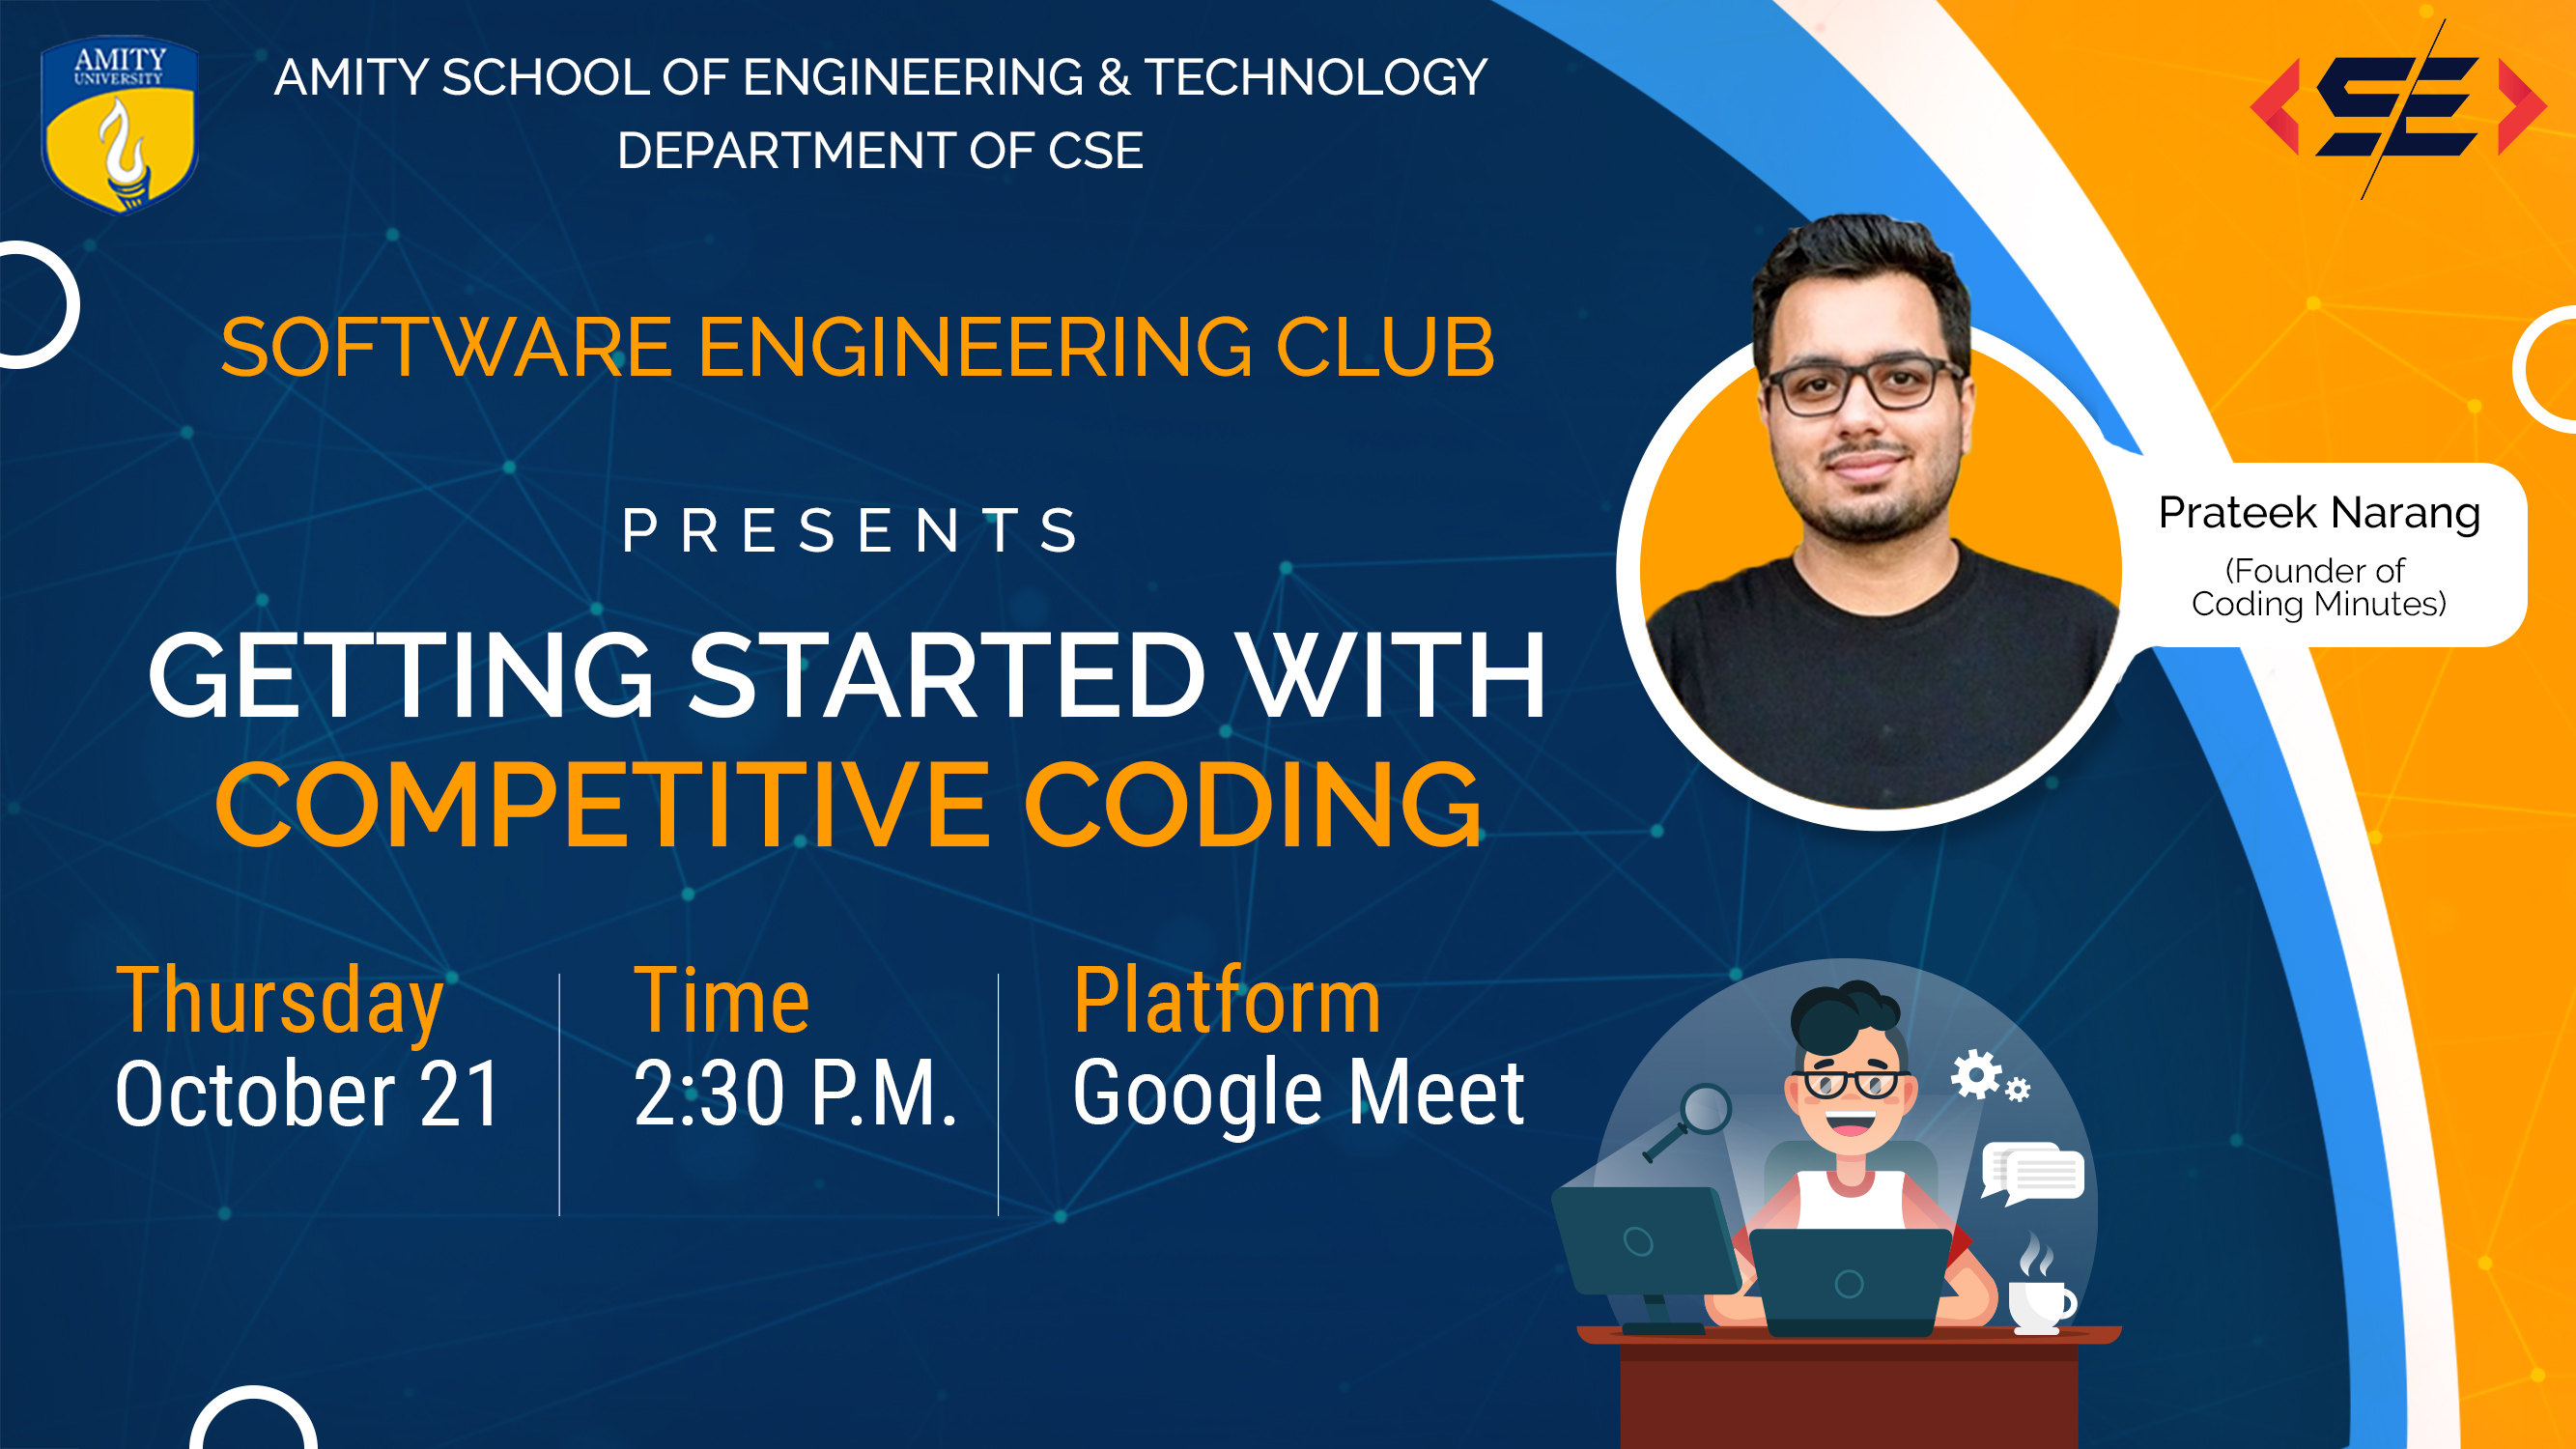 AMITY
UNIVERSITY
AMITY SCHOOL OF ENGINEERING & TECHNOLOGY
DEPARTMENT OF CSE
SE
SOFTWARE ENGINEERING CLUB
PRESENTS
GETTING STARTED WITH
COMPETITIVE CODING
Prateek Narang
(Founder of
Coding Minutes)
Thursday
October 21
Time
2:30 P.M.
Platform
Google Meet